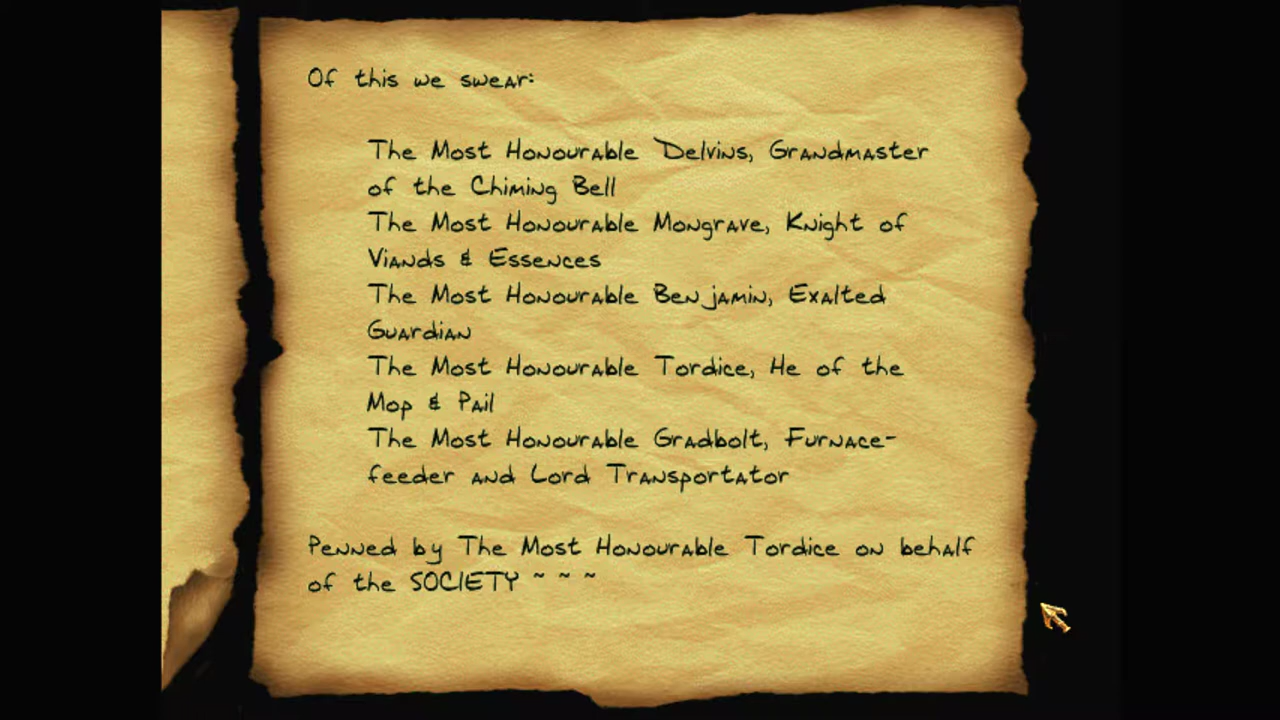 Of this we swear:
The Most Honourable Delvins, Grandmaster
of the Chiming Bell
The Most Honourable Mongrave, Knight of
Viands & Essences
The Most Honourable Benjamin, Exalted
Guardian
The Most Honourable Tordice, He of the
Mop & Pail
The Most Honourable Gradbolt, Furnace-
feeder and Lord Transportator
Penned by The Most Honourable Tordice on behalf
of the SOCIETY ~ ~ ~